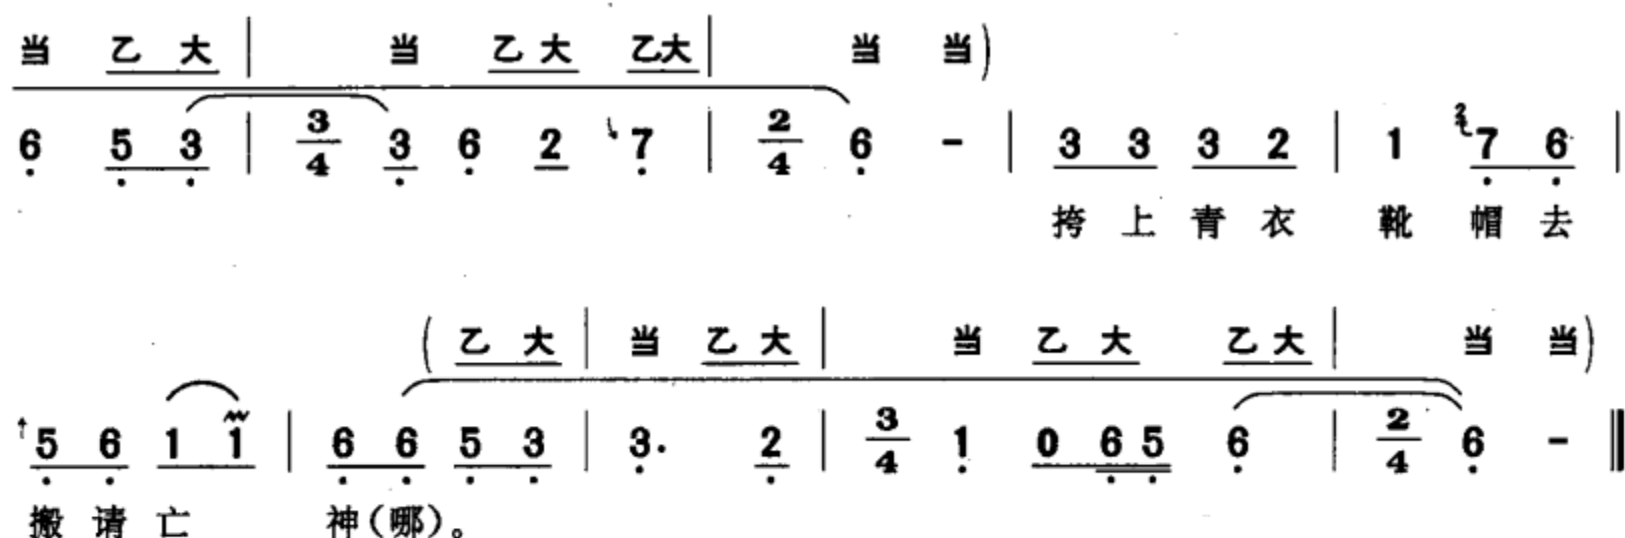 当 乙 大 | 当 乙 大 乙大 | 当 当)
6 5 3 | 3/4 3 6 2 7 | 2/4 6 - | 3 3 3 2 | 1 7 6 |
挎 上 青 衣 靴 帽 去
(乙 大 | 当 乙 大 | 当 乙 大 乙 大 | 当 当)
5 6 1 1 | 6 6 5 3 | 3. 2 | 3/4 1 0 6 5 6 | 2/4 6 - ‖
搬 请 亡 神(哪)。